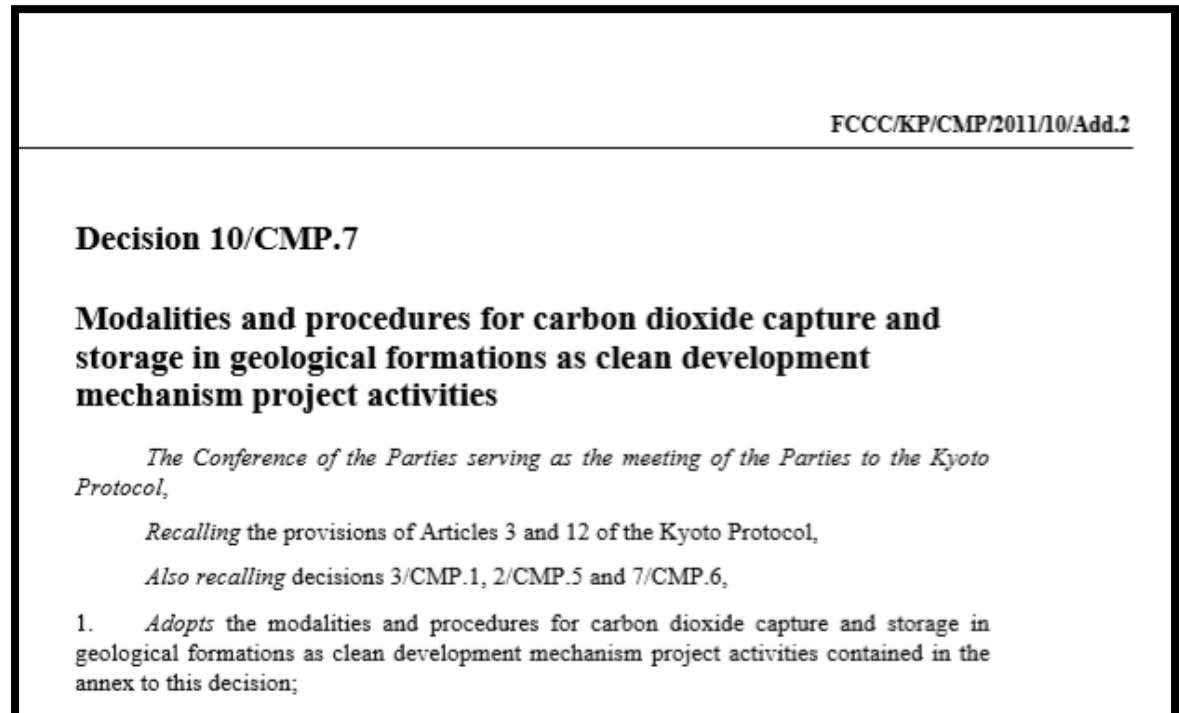 FCCC/KP/CMP/2011/10/Add.2
Decision 10/CMP.7
Modalities and procedures for carbon dioxide capture and
storage in geological formations as clean development
mechanism project activities
The Conference of the Parties serving as the meeting of the Parties to the Kyoto
Protocol,
Recalling the provisions of Articles 3 and 12 of the Kyoto Protocol,
Also recalling decisions 3/CMP.1, 2/CMP.5 and 7/CMP.6,
1. Adopts the modalities and procedures for carbon dioxide capture and storage in
geological formations as clean development mechanism project activities contained in the
annex to this decision;